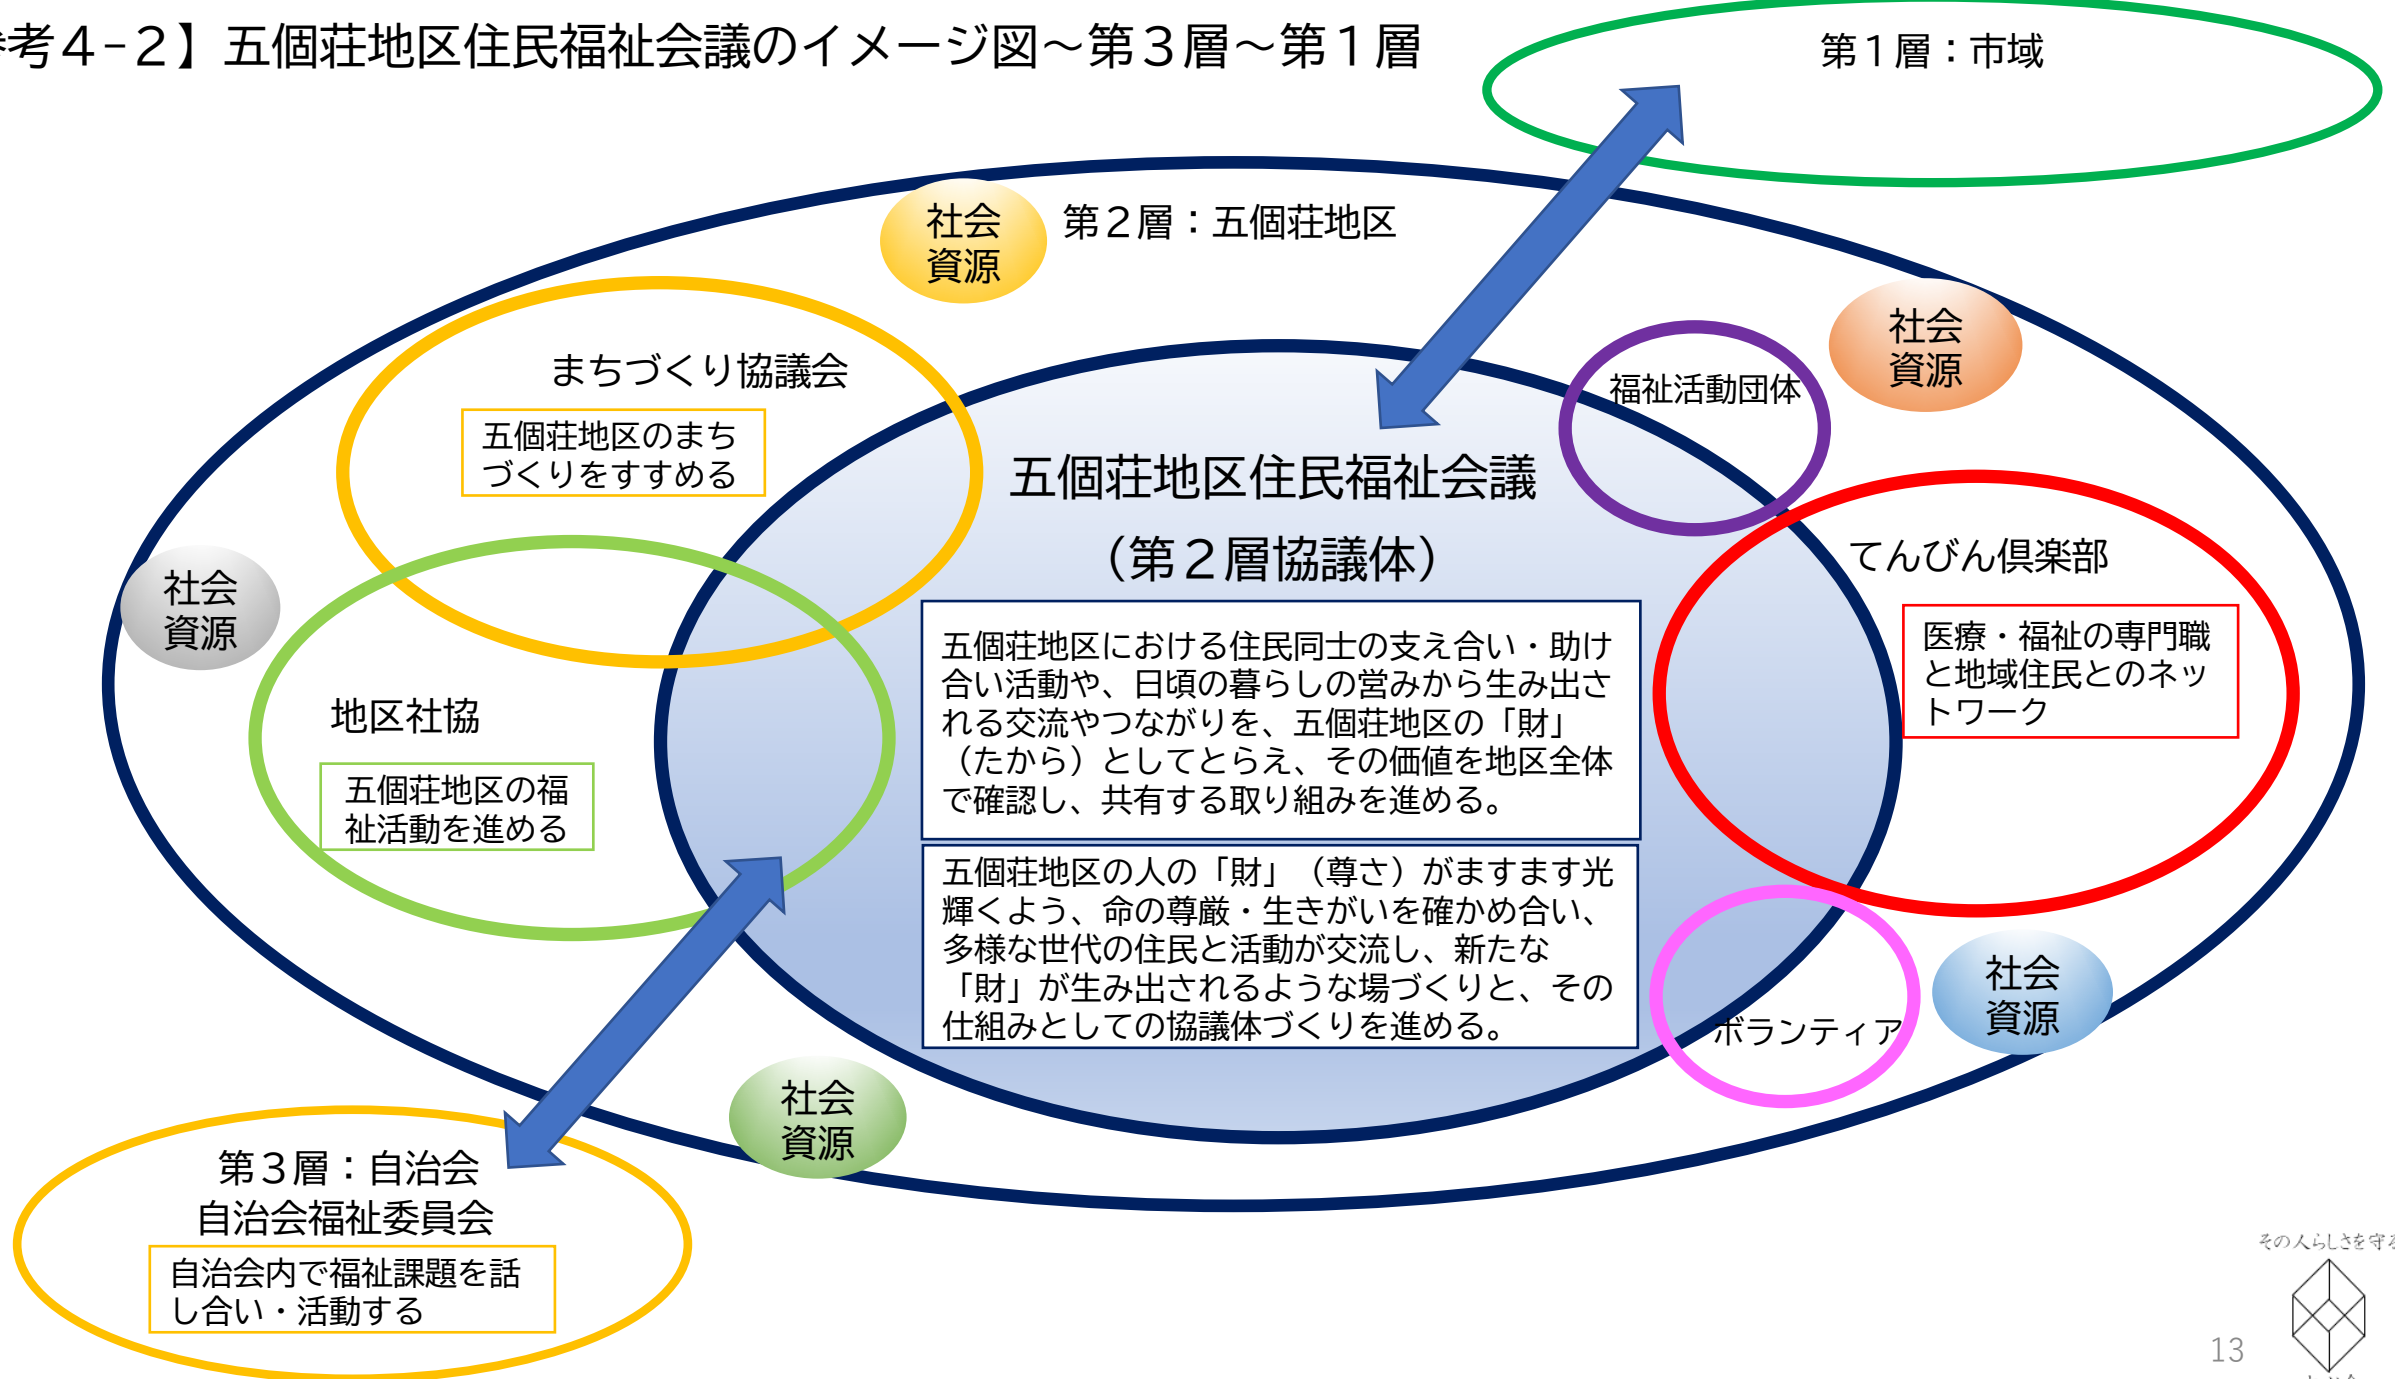 考４-２】五個荘地区住民福祉会議のイメージ図～第３層～第１層
第１層：市域
社会
資源
第２層：五個荘地区
社会
資源
まちづくり協議会
五個荘地区のまち
づくりをすすめる
福祉活動団体
五個荘地区住民福祉会議
（第２層協議体）
てんびん倶楽部
医療・福祉の専門職
と地域住民とのネッ
トワーク
社会
資源
五個荘地区における住民同士の支え合い・助け
合い活動や、日頃の暮らしの営みから生み出さ
れる交流やつながりを、五個荘地区の「財」
（たから）としてとらえ、その価値を地区全体
で確認し、共有する取り組みを進める。
地区社協
五個荘地区の福
祉活動を進める
五個荘地区の人の「財」（尊さ）がますます光
輝くよう、命の尊厳・生きがいを確かめ合い、
多様な世代の住民と活動が交流し、新たな
「財」が生み出されるような場づくりと、その
仕組みとしての協議体づくりを進める。
ボランティア
社会
資源
社会
資源
第３層：自治会
自治会福祉委員会
自治会内で福祉課題を話
し合い・活動する
その人らしさを守る
13